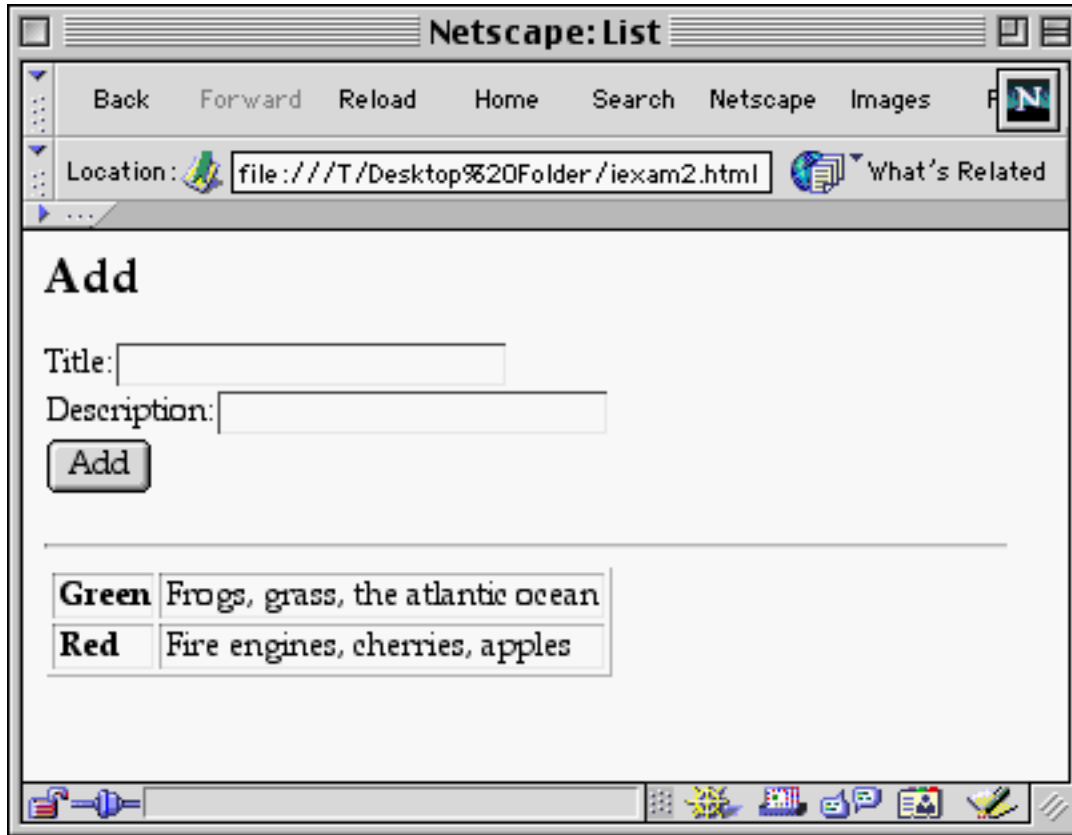 Netscape: List
Back Forward Reload Home Search Netscape Images
Location: file:///T/Desktop%20Folder/iexam2.html What's Related
...
Add
Title:
Description:
Add
Green Frogs, grass, the atlantic ocean
Red Fire engines, cherries, apples